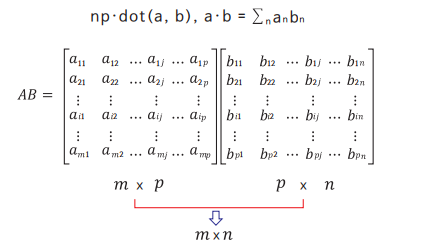 np·dot(a, b), a·b = ∑ₙaₙbₙ
a₁₁ a₁₂ … a₁ⱼ … a₁ₚ b₁₁ b₁₂ … b₁ⱼ … b₁ₙ
a₂₁ a₂₂ … a₂ⱼ … a₂ₚ b₂₁ b₂₂ … b₂ⱼ … b₂ₙ
AB = ⋮ ⋮ ⋮ ⋮ ⋮ ⋮ ⋮ ⋮
aᵢ₁ aᵢ₂ … aᵢⱼ … aᵢₚ bᵢ₁ bᵢ₂ … bᵢⱼ … bᵢₙ
⋮ ⋮ ⋮ ⋮ ⋮ ⋮ ⋮ ⋮
aₘ₁ aₘ₂ … aₘⱼ … aₘₚ bₚ₁ bₚ₂ … bₚⱼ … bₚₙ
m x p p x n
m x n